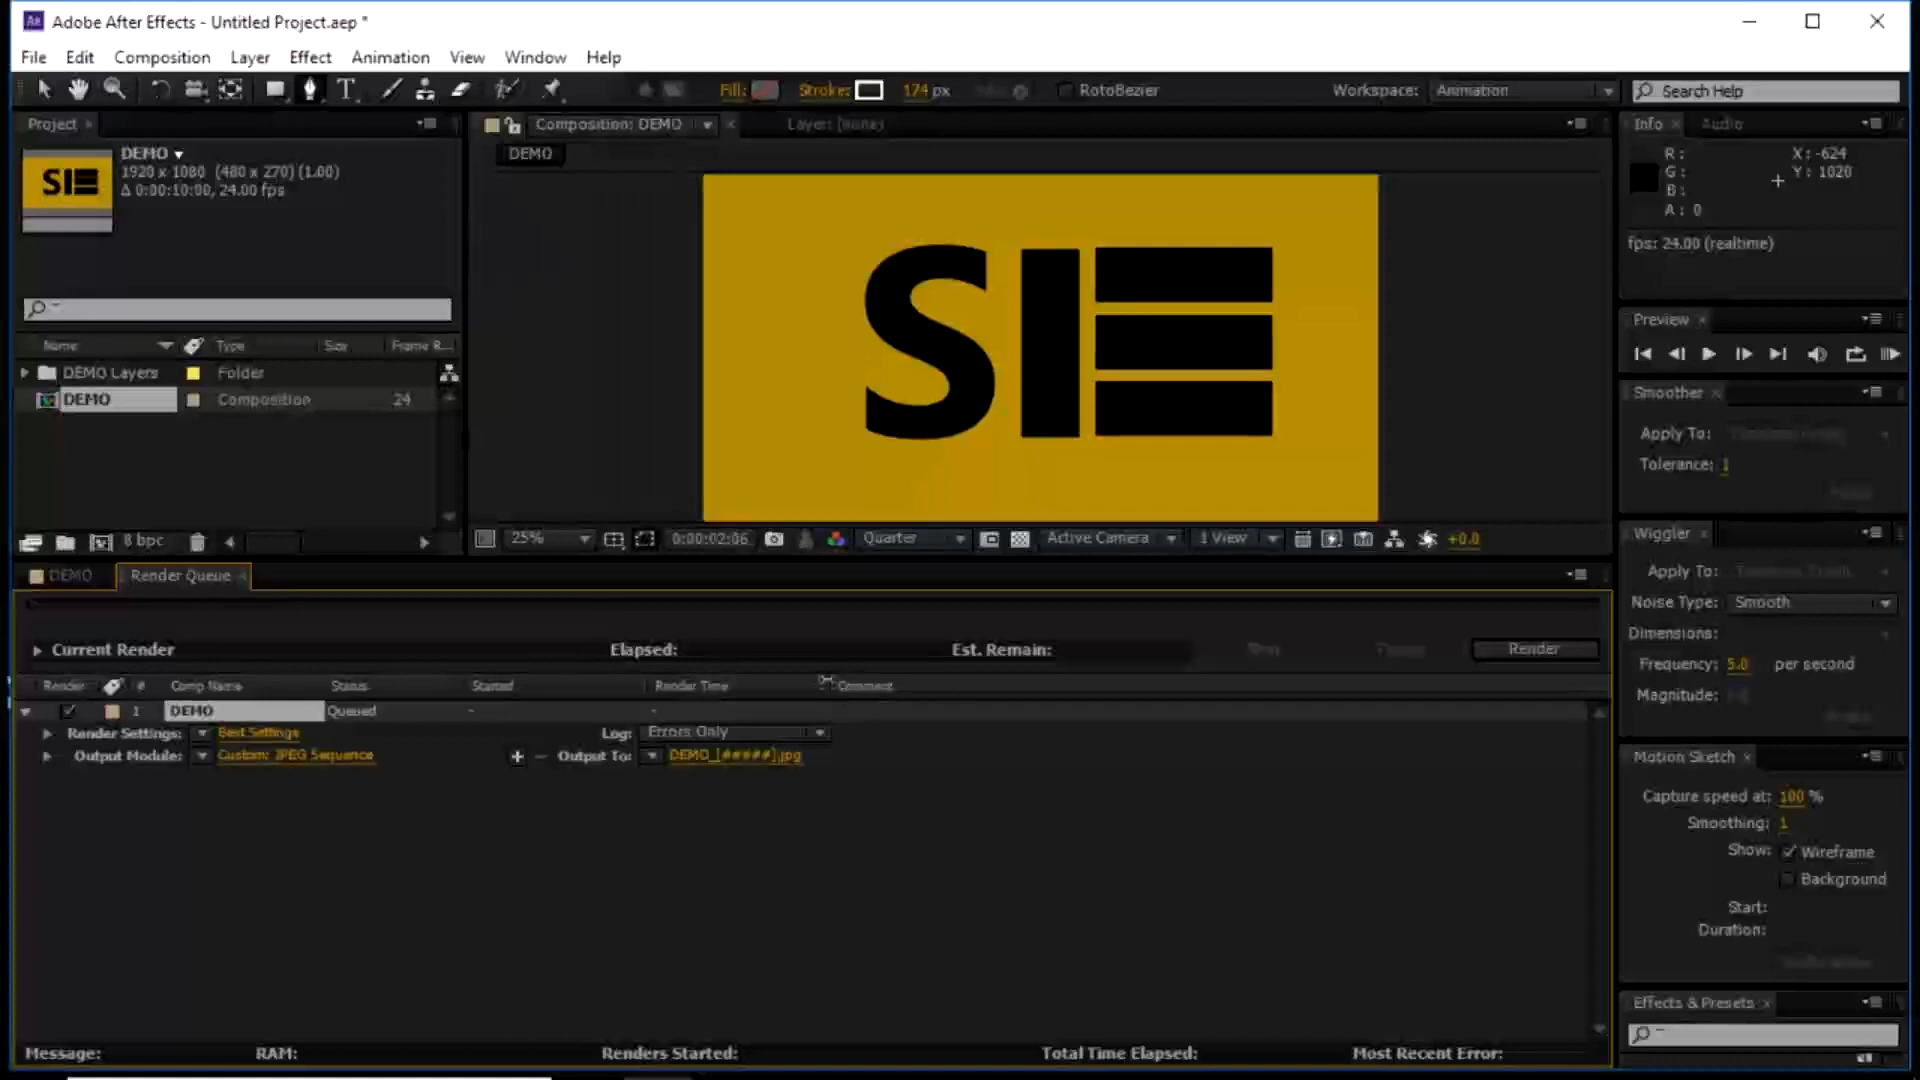 Adobe After Effects - Untitled Project.aep *
File Edit Composition Layer Effect Animation View Window Help
Fill: Stroke: 174 px RotoBezier Workspace: Animation Search Help
Project
DEMO
1920 x 1080 (480 x 270) (1.00)
Δ 0:00:10:00, 24.00 fps
SIE
Name Type Size Frame R...
DEMO Layers Folder
DEMO Composition 24
8 bpc
Composition: DEMO Layer: (none)
DEMO
SIE
25% 0:00:02:06 Quarter Active Camera 1 View +0.0
Info Audio
R: X: -624
G: Y: 1020
B:
A: 0
fps: 24.00 (realtime)
Preview
Smoother
Apply To:
Tolerance: 1
Wiggler
Apply To:
Noise Type: Smooth
Dimensions:
Frequency: 5.0 per second
Magnitude:
Motion Sketch
Capture speed at: 100 %
Smoothing: 1
Show: Wireframe
Background
Start:
Duration:
Effects & Presets
DEMO Render Queue
Current Render Elapsed: Est. Remain: Render
Render # Comp Name Status Started Render Time Comment
1 DEMO Queued - -
Render Settings: Best Settings Log: Errors Only
Output Module: Custom: JPEG Sequence Output To: DEMO_[#####].jpg
Message: RAM: Renders Started: Total Time Elapsed: Most Recent Error: